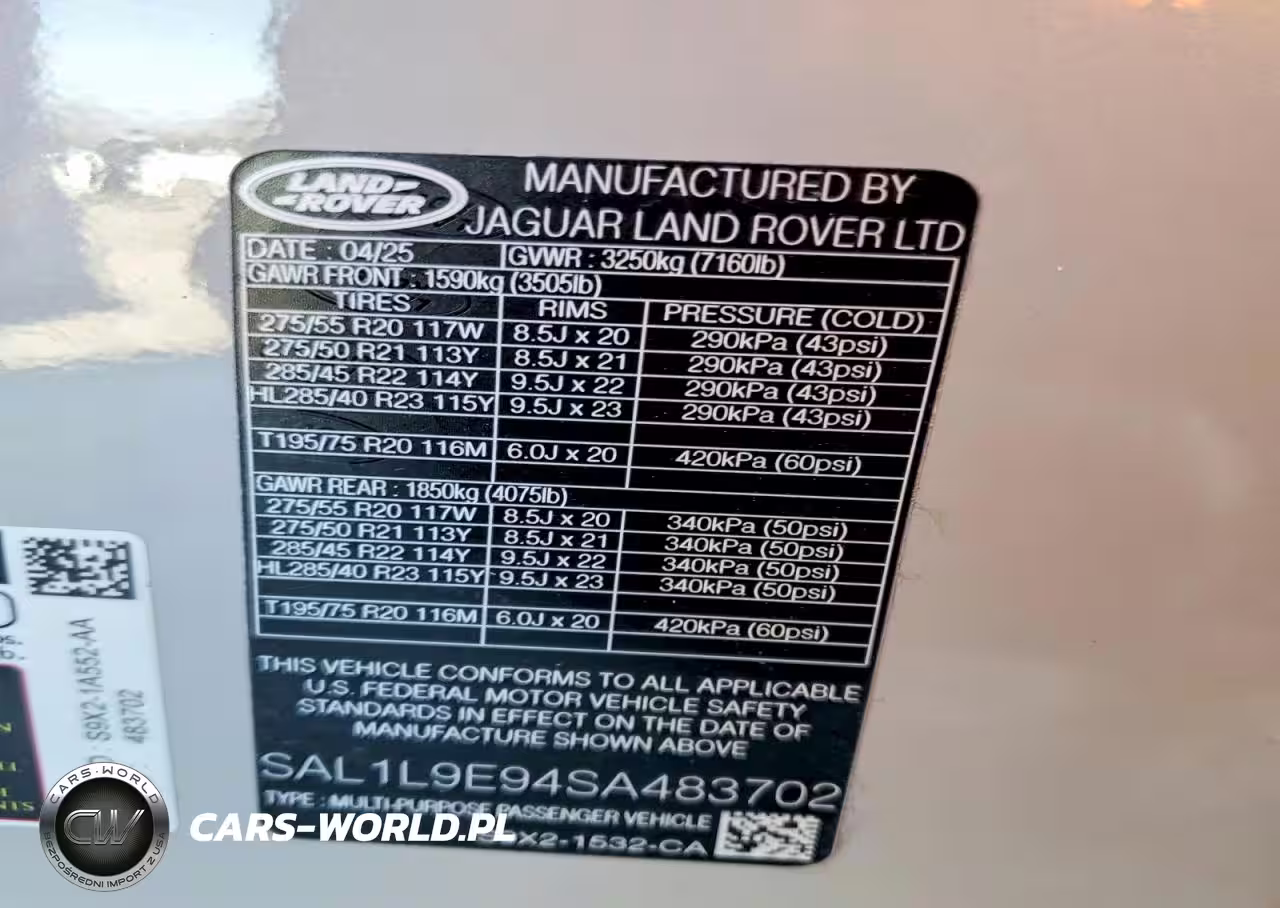 LAND-
-ROVER
MANUFACTURED BY
JAGUAR LAND ROVER LTD
DATE : 04/25 GVWR : 3250kg (7160lb)
GAWR FRONT : 1590kg (3505lb)
TIRES RIMS PRESSURE (COLD)
275/55 R20 117W 8.5J x 20 290kPa (43psi)
275/50 R21 113Y 8.5J x 21 290kPa (43psi)
285/45 R22 114Y 9.5J x 22 290kPa (43psi)
HL285/40 R23 115Y 9.5J x 23 290kPa (43psi)
T195/75 R20 116M 6.0J x 20 420kPa (60psi)
GAWR REAR : 1850kg (4075lb)
275/55 R20 117W 8.5J x 20 340kPa (50psi)
275/50 R21 113Y 8.5J x 21 340kPa (50psi)
285/45 R22 114Y 9.5J x 22 340kPa (50psi)
HL285/40 R23 115Y 9.5J x 23 340kPa (50psi)
T195/75 R20 116M 6.0J x 20 420kPa (60psi)
THIS VEHICLE CONFORMS TO ALL APPLICABLE
U.S. FEDERAL MOTOR VEHICLE SAFETY
STANDARDS IN EFFECT ON THE DATE OF
MANUFACTURE SHOWN ABOVE
SAL1L9E94SA483702
TYPE : MULTI-PURPOSE PASSENGER VEHICLE
X2-1532-CA
S9X2-1A552-AA
483702
CARS-WORLD
CW
BEZPOŚREDNI IMPORT Z USA
CARS-WORLD.PL